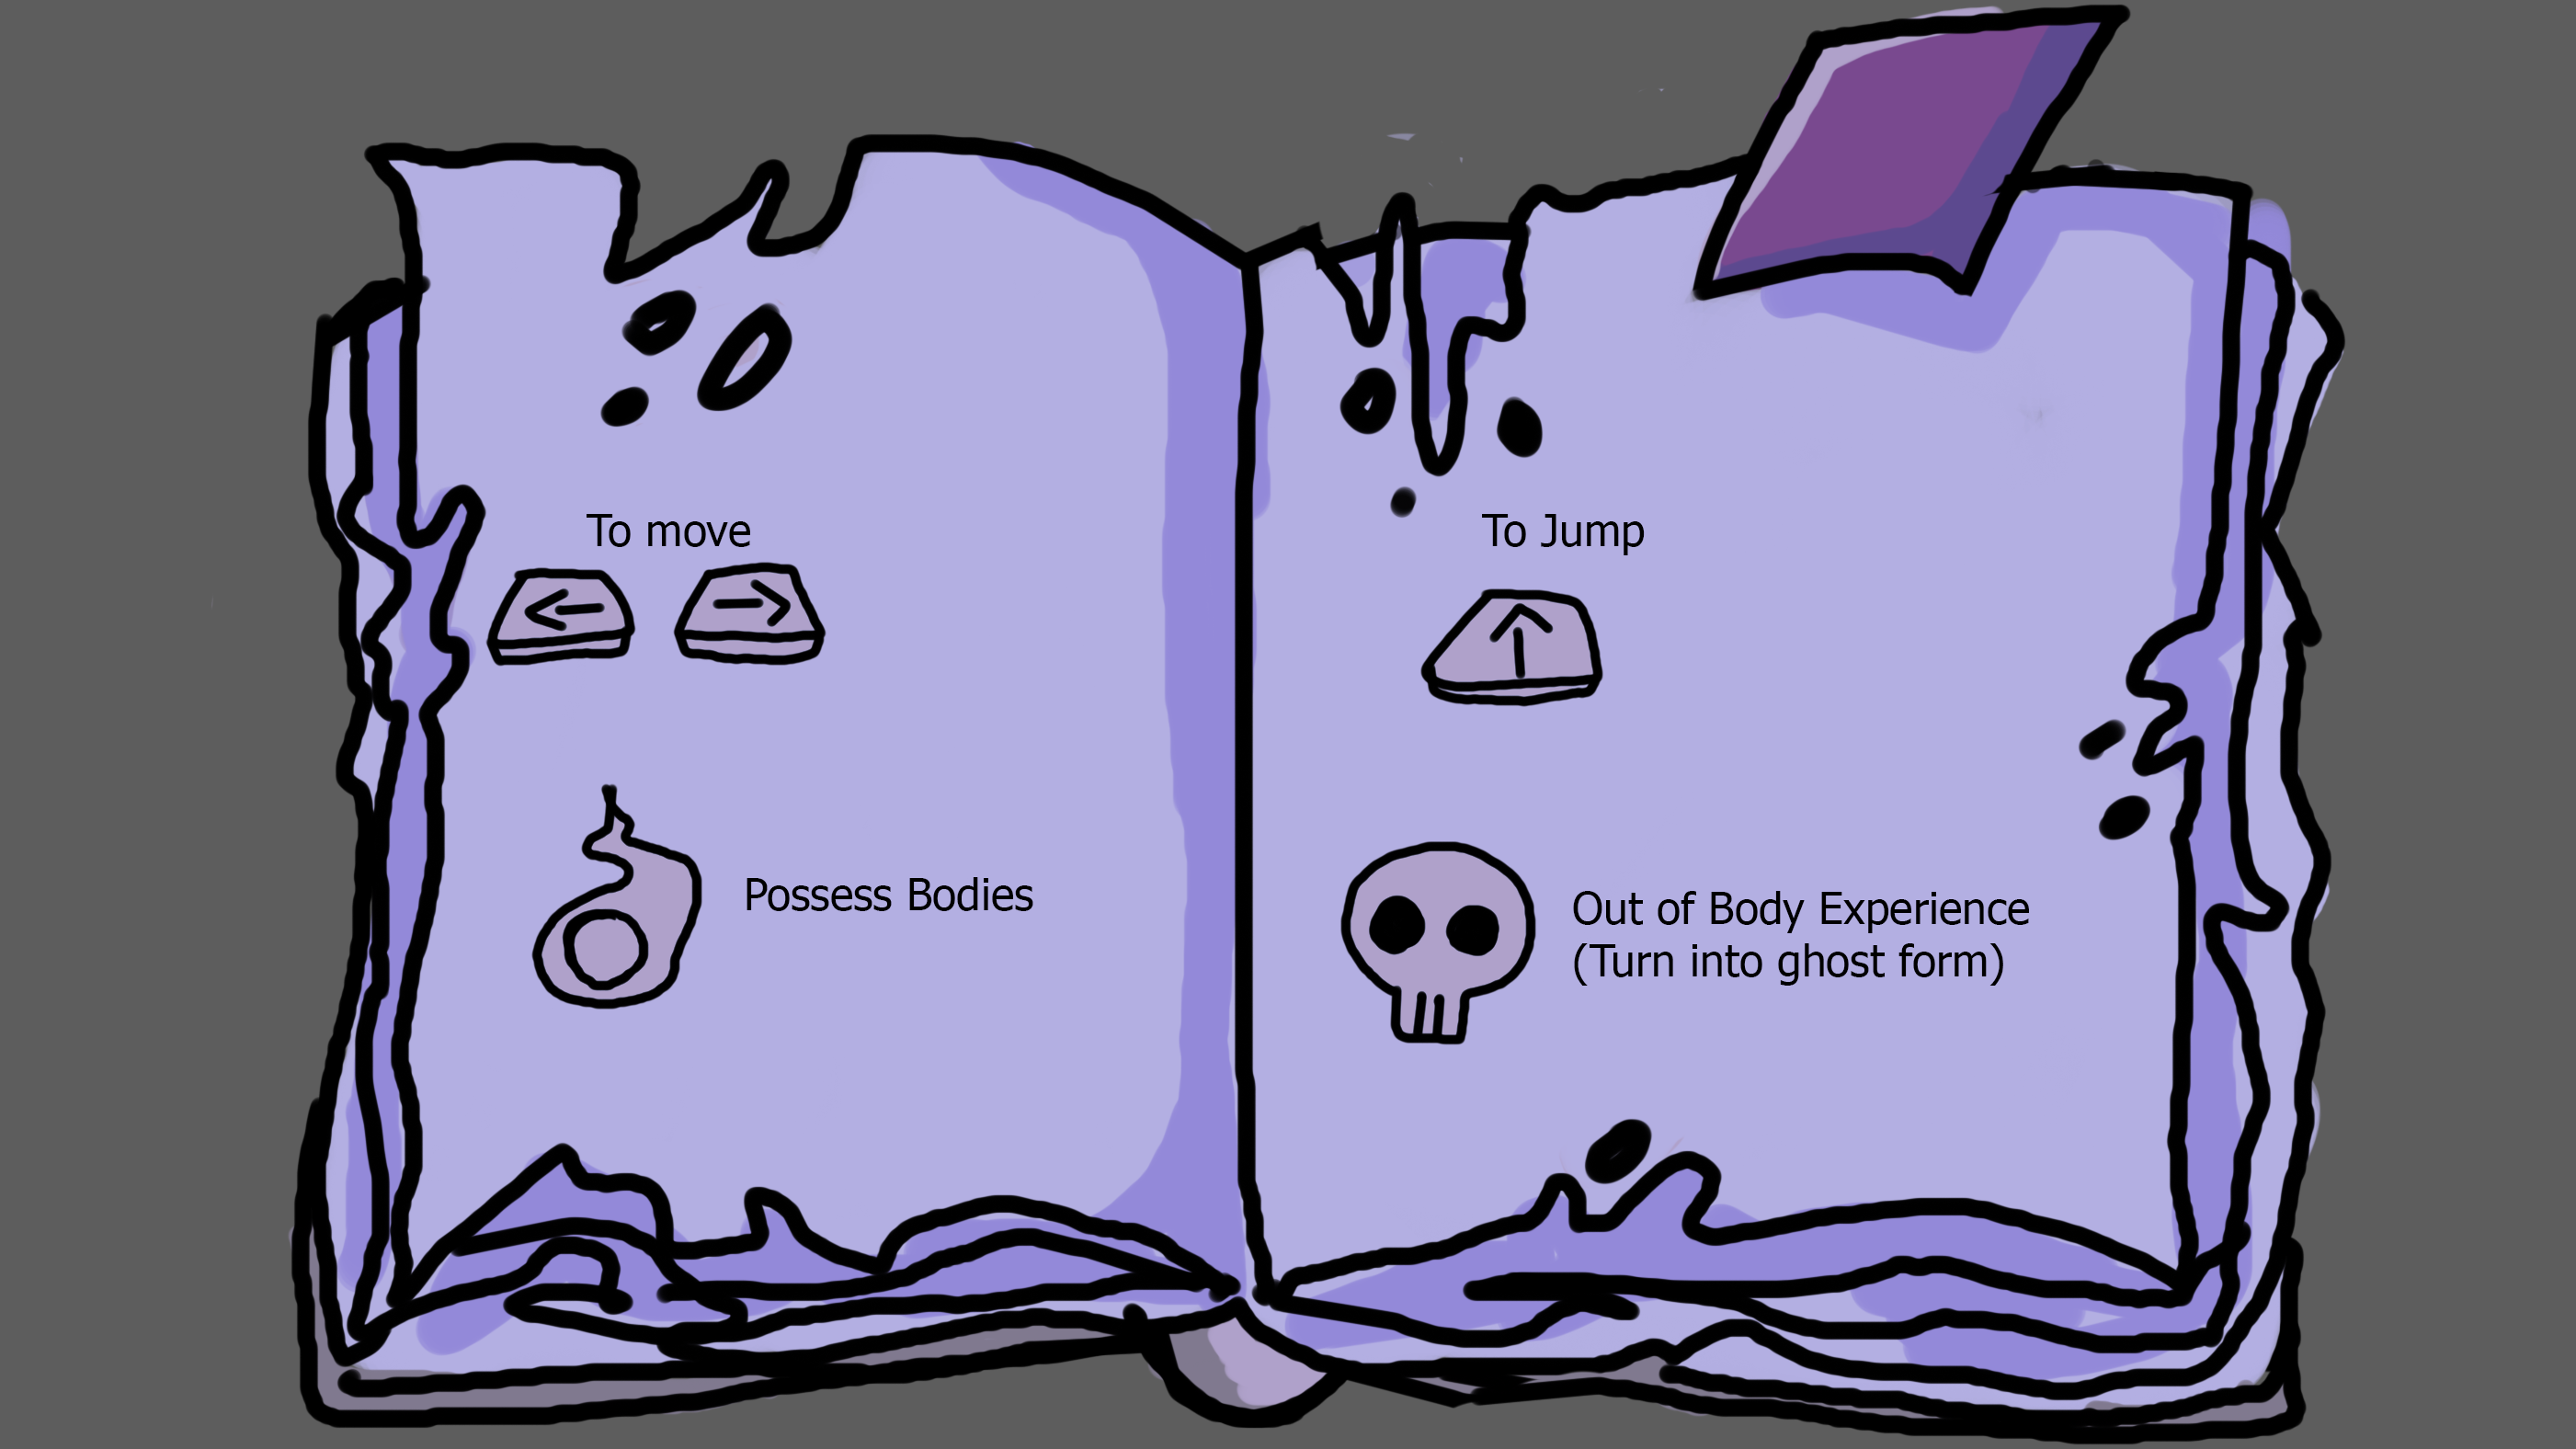 To move
Possess Bodies
To Jump
Out of Body Experience
(Turn into ghost form)